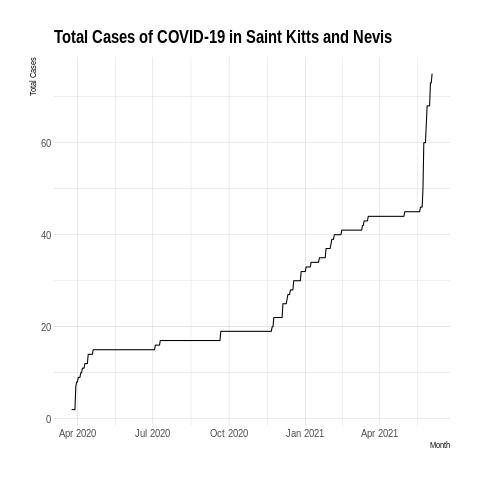 Total Cases of COVID-19 in Saint Kitts and Nevis
Total Cases
60
40
20
0
Apr 2020 Jul 2020 Oct 2020 Jan 2021 Apr 2021
Month